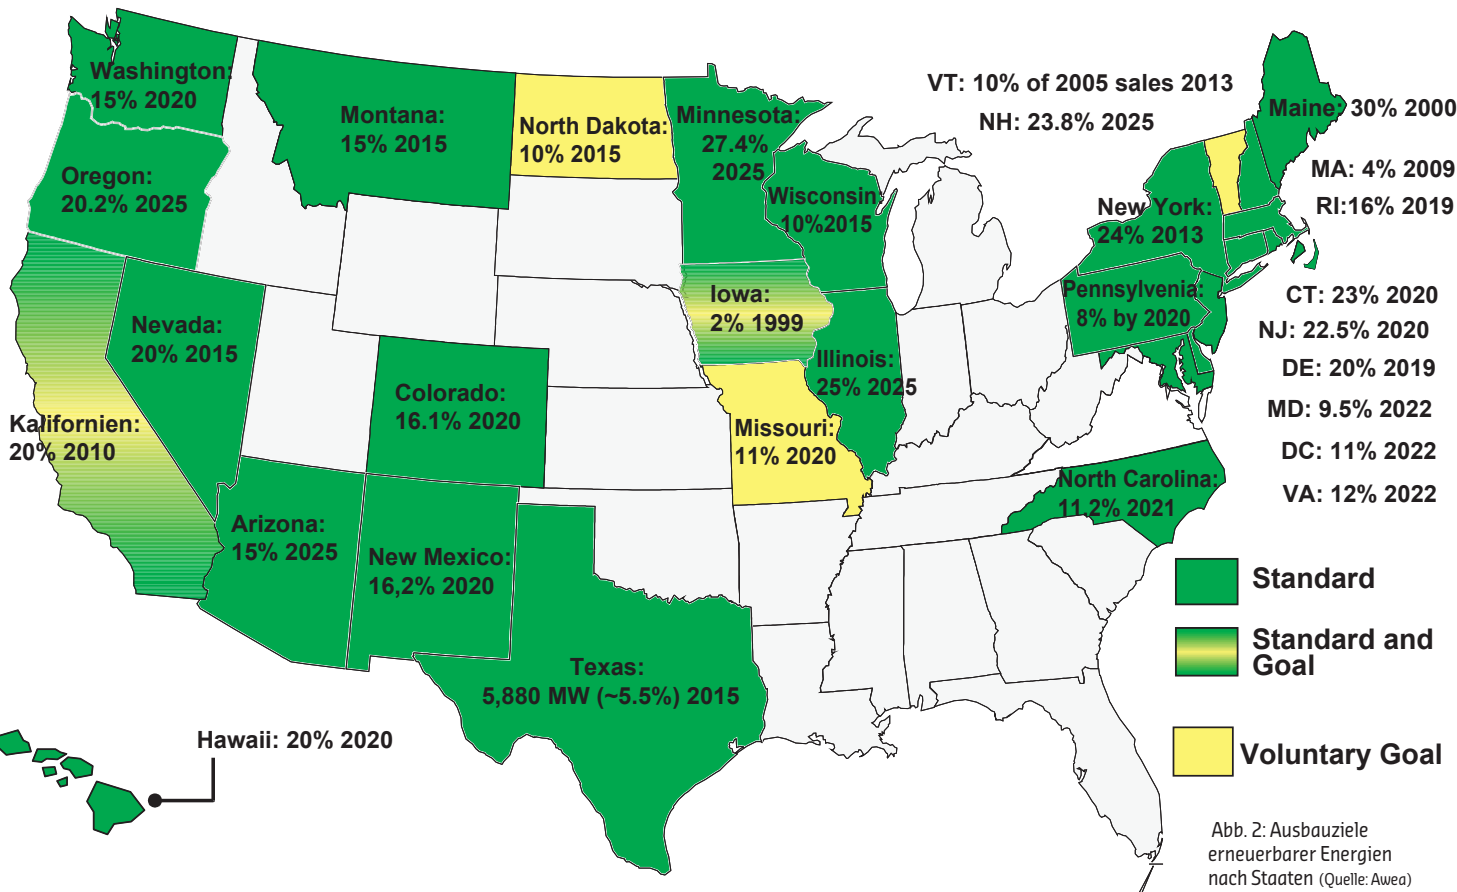 Washington:
15% 2020
Montana:
15% 2015
North Dakota:
10% 2015
Minnesota:
27.4%
2025
VT: 10% of 2005 sales 2013
NH: 23.8% 2025
Maine: 30% 2000
MA: 4% 2009
RI:16% 2019
Oregon:
20.2% 2025
Wisconsin:
10%2015
New York:
24% 2013
Iowa:
2% 1999
Pennsylvenia:
8% by 2020
CT: 23% 2020
NJ: 22.5% 2020
DE: 20% 2019
MD: 9.5% 2022
DC: 11% 2022
VA: 12% 2022
Nevada:
20% 2015
Illinois:
25% 2025
Colorado:
16.1% 2020
Kalifornien:
20% 2010
Missouri:
11% 2020
North Carolina:
11.2% 2021
Arizona:
15% 2025
New Mexico:
16,2% 2020
Texas:
5,880 MW (~5.5%) 2015
Hawaii: 20% 2020
Standard
Standard and
Goal
Voluntary Goal
Abb. 2: Ausbauziele
erneuerbarer Energien
nach Staaten (Quelle: Awea)